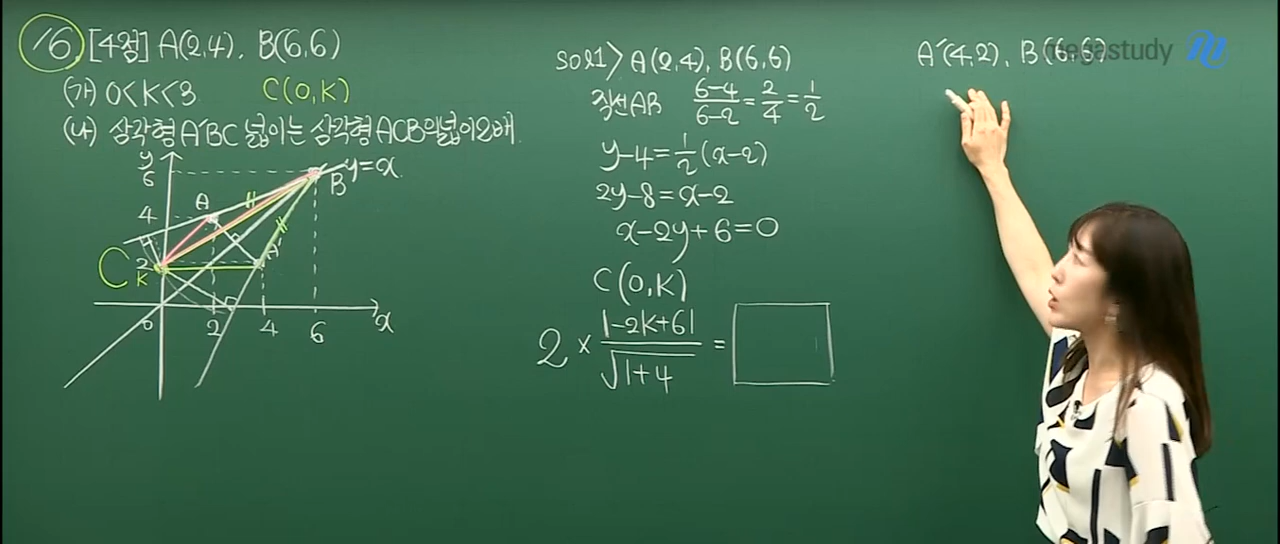 16 [4점] A(2,4), B(6,6)
(가) 0<K<3 C(0,K)
(나) 삼각형 A'BC 넓이는 삼각형 ACB의 넓이 2배.
y
6
y=x
B
4
A
C
2
K
A'
0
2
4
6
x
sol1> A(2,4), B(6,6)
직선AB (6-4)/(6-2) = 2/4 = 1/2
y-4=1/2(x-2)
2y-8=x-2
x-2y+6=0
C(0,K)
2 × |-2K+6|/√(1+4) =
A'(4,2), B(6,6)
megastudy